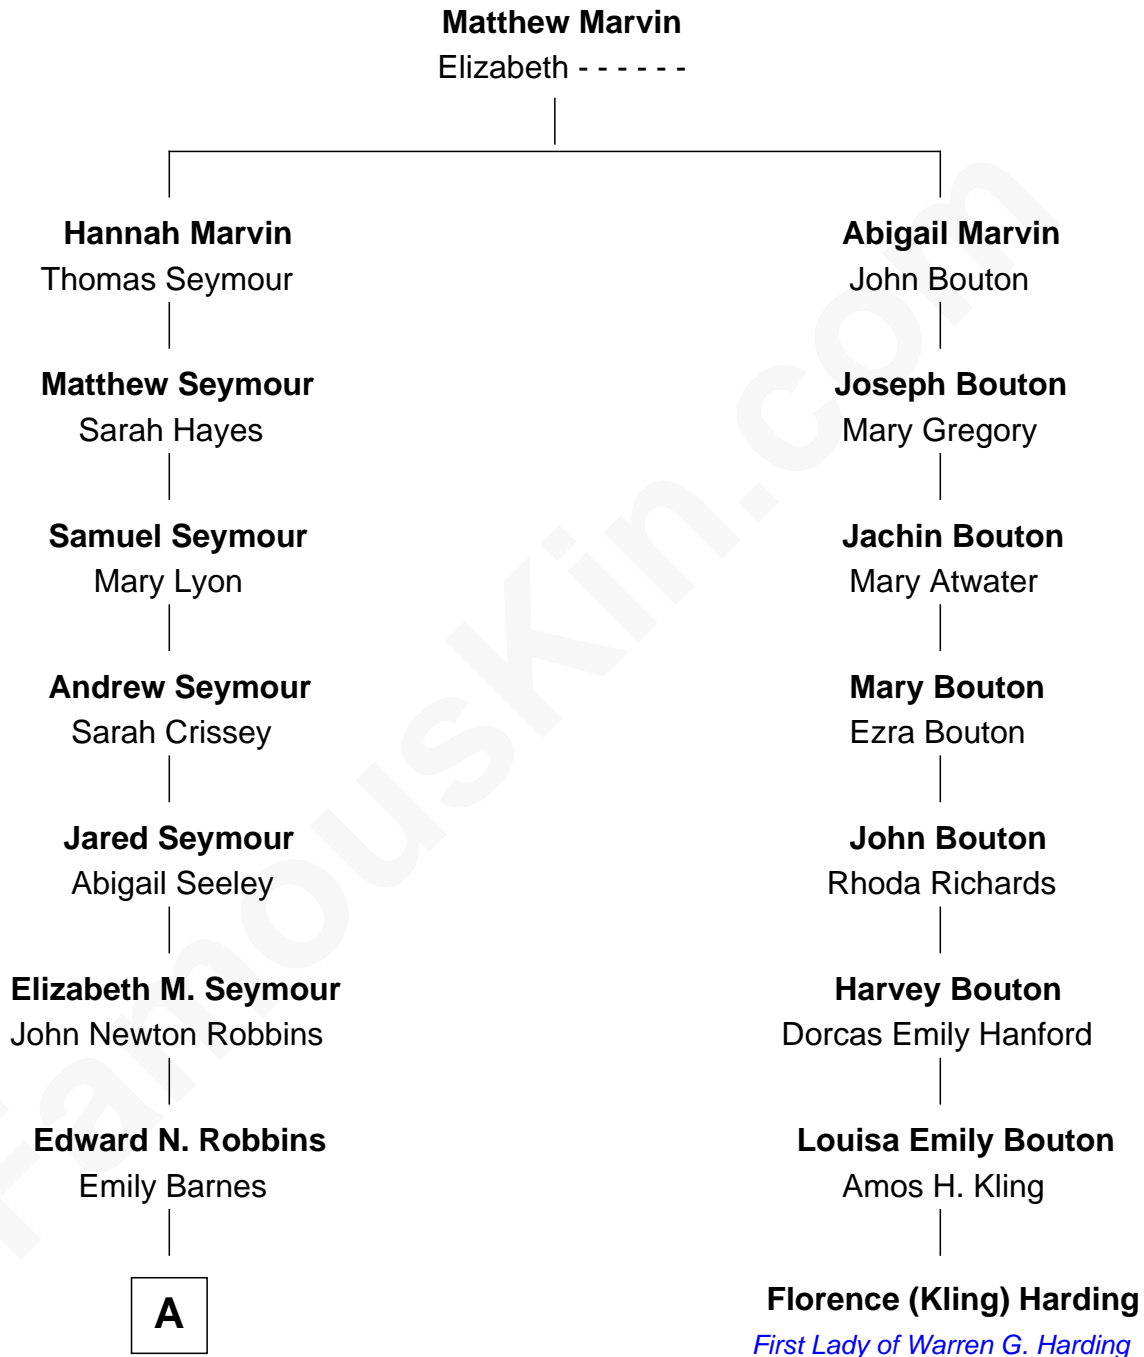 Matthew Marvin
Elizabeth - - - - - -
Hannah Marvin
Thomas Seymour
Abigail Marvin
John Bouton
Matthew Seymour
Sarah Hayes
Joseph Bouton
Mary Gregory
Samuel Seymour
Mary Lyon
Jachin Bouton
Mary Atwater
Andrew Seymour
Sarah Crissey
Mary Bouton
Ezra Bouton
Jared Seymour
Abigail Seeley
John Bouton
Rhoda Richards
Elizabeth M. Seymour
John Newton Robbins
Harvey Bouton
Dorcas Emily Hanford
Edward N. Robbins
Emily Barnes
Louisa Emily Bouton
Amos H. Kling
A
Florence (Kling) Harding
First Lady of Warren G. Harding
FamousKin.com